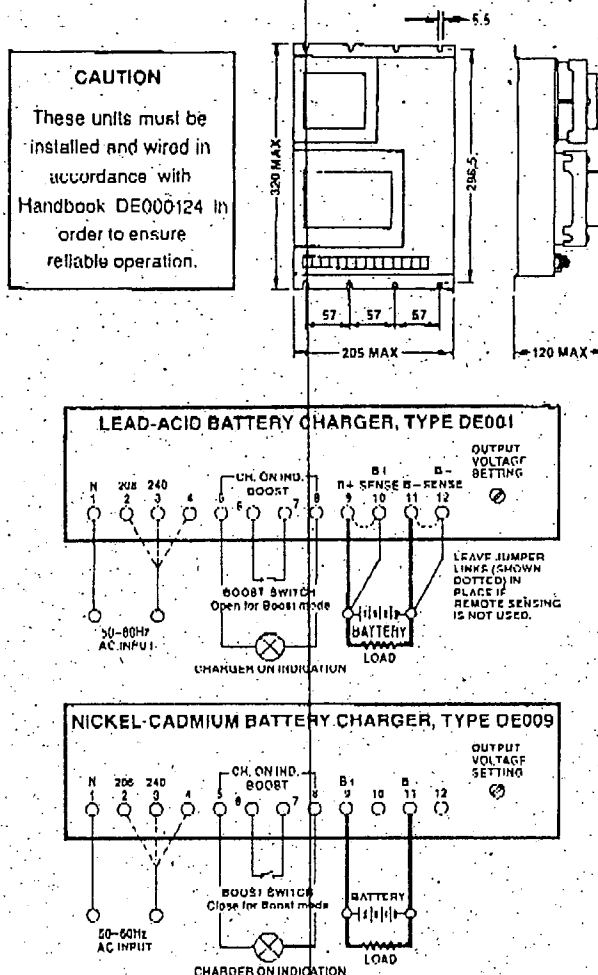 CAUTION
These units must be
installed and wired in
accordance with
Handbook DE000124 in
order to ensure
reliable operation.
5.5
320 MAX
296.5
57 57 57
205 MAX
120 MAX
LEAD-ACID BATTERY CHARGER, TYPE DE001
OUTPUT
VOLTAGE
SETTING
CH. ON IND.
BOOST
B+ B-
B+ SENSE B- SENSE
N 208 240
1 2 3 4 5 6 7 8 9 10 11 12
LEAVE JUMPER
LINKS (SHOWN
DOTTED) IN
PLACE IF
REMOTE SENSING
IS NOT USED.
BOOST SWITCH
Open for Boost mode
50-60Hz
AC INPUT
BATTERY
LOAD
CHARGER ON INDICATION
NICKEL-CADMIUM BATTERY CHARGER, TYPE DE009
OUTPUT
VOLTAGE
SETTING
CH. ON IND.
BOOST
N 208 240 B+ B-
1 2 3 4 5 6 7 8 9 10 11 12
BOOST SWITCH
Close for Boost mode
50-60Hz
AC INPUT
BATTERY
LOAD
CHARGER ON INDICATION